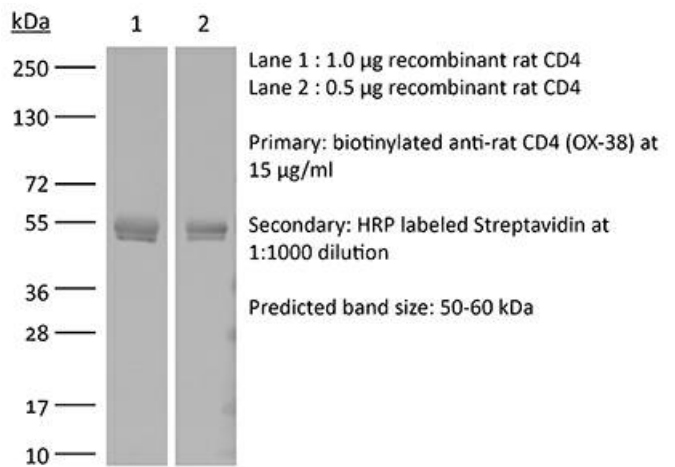 kDa
1 2
250
130
72
55
36
28
17
10
Lane 1 : 1.0 µg recombinant rat CD4
Lane 2 : 0.5 µg recombinant rat CD4
Primary: biotinylated anti-rat CD4 (OX-38) at
15 µg/ml
Secondary: HRP labeled Streptavidin at
1:1000 dilution
Predicted band size: 50-60 kDa